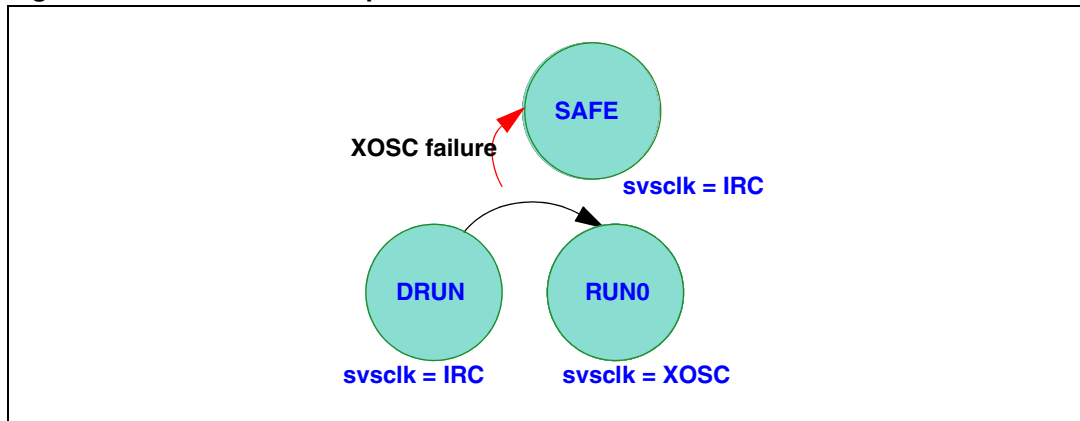 SAFE
XOSC failure
svsclk = IRC
DRUN
RUN0
svsclk = IRC
svsclk = XOSC